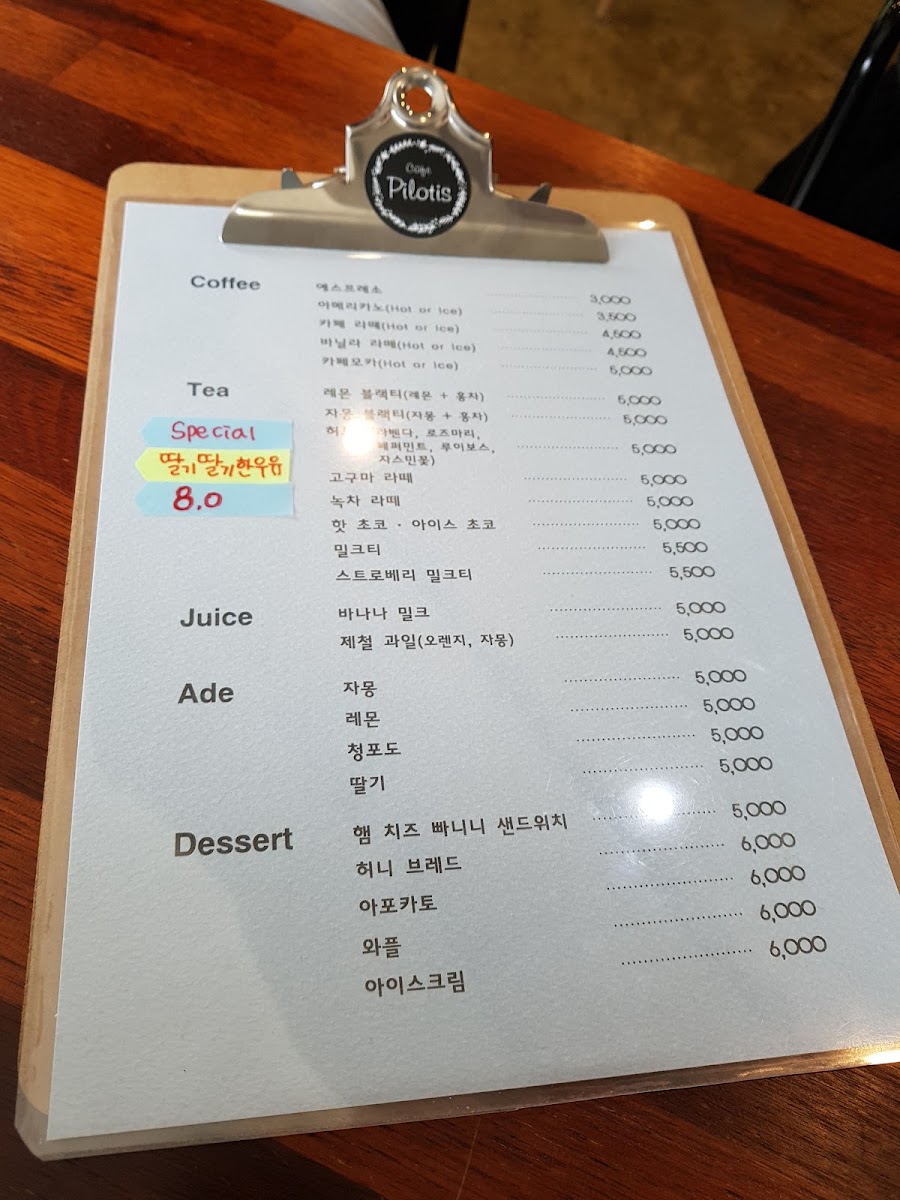 Cafe
Pilotis
Coffee
에스프레소 3,000
아메리카노(Hot or Ice) 3,500
카페 라떼(Hot or Ice) 4,500
바닐라 라떼(Hot or Ice) 4,500
카페모카(Hot or Ice) 5,000
Tea
레몬 블랙티(레몬 + 홍차) 5,000
자몽 블랙티(자몽 + 홍차) 5,000
라벤다, 로즈마리,
페퍼민트, 루이보스, 5,000
자스민꽃)
고구마 라떼 5,000
녹차 라떼 5,000
핫 초코 · 아이스 초코 5,000
밀크티 5,500
스트로베리 밀크티 5,500
Special
딸기딸기한우유
8.0
Juice
바나나 밀크 5,000
제철 과일(오렌지, 자몽) 5,000
Ade
자몽 5,000
레몬 5,000
청포도 5,000
딸기 5,000
Dessert
햄 치즈 빠니니 샌드위치 5,000
허니 브레드 6,000
아포카토 6,000
와플 6,000
아이스크림 6,000